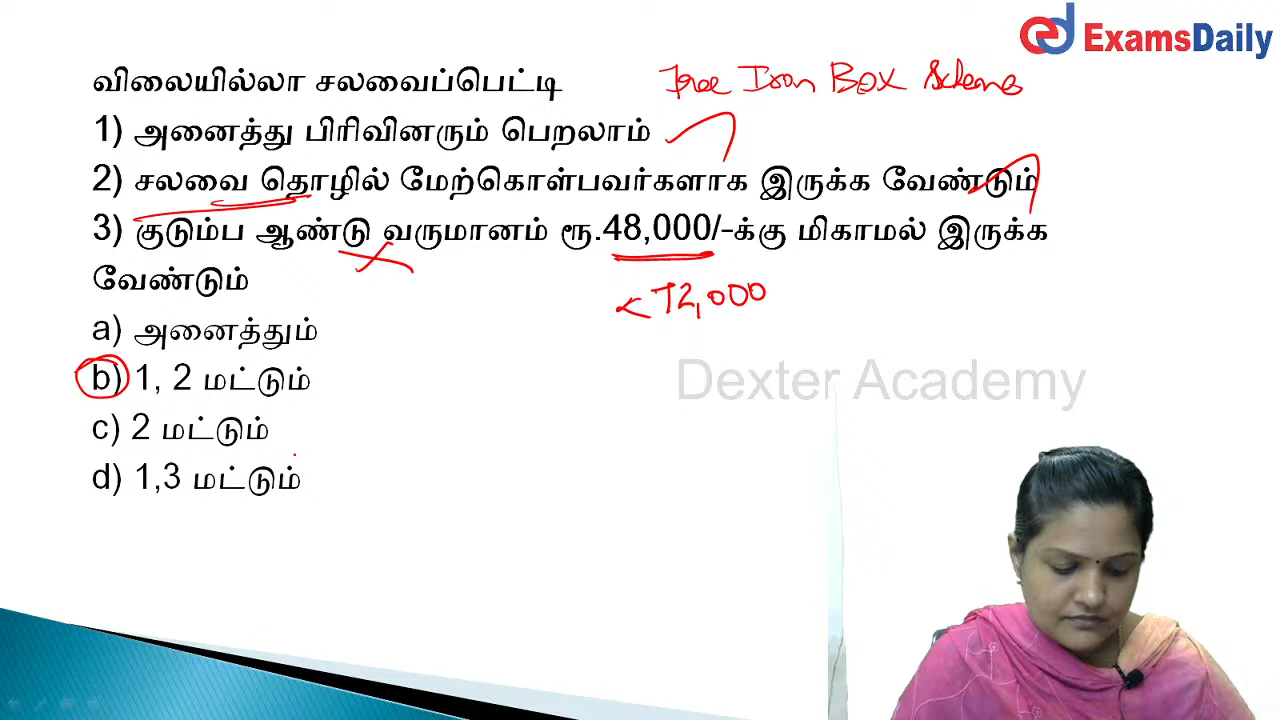 ExamsDaily
விலையில்லா சலவைப்பெட்டி Free Iron Box Scheme
1) அனைத்து பிரிவினரும் பெறலாம்
2) சலவை தொழில் மேற்கொள்பவர்களாக இருக்க வேண்டும்
3) குடும்ப ஆண்டு வருமானம் ரூ.48,000/-க்கு மிகாமல் இருக்க
வேண்டும்
< 72,000
a) அனைத்தும்
b) 1, 2 மட்டும்
Dexter Academy
c) 2 மட்டும்
d) 1,3 மட்டும்